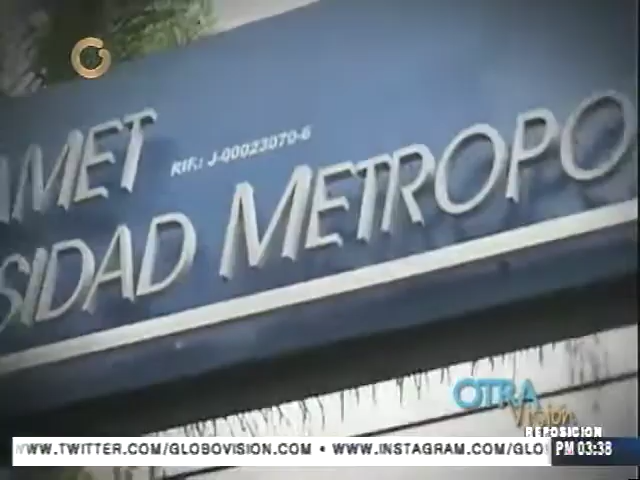 AMET
RIF.: J-00023070-6
SIDAD METROPO
OTRA
Visión
REPOSICION
WWW.TWITTER.COM/GLOBOVISION.COM • WWW.INSTAGRAM.COM/GLO
PM 03:38